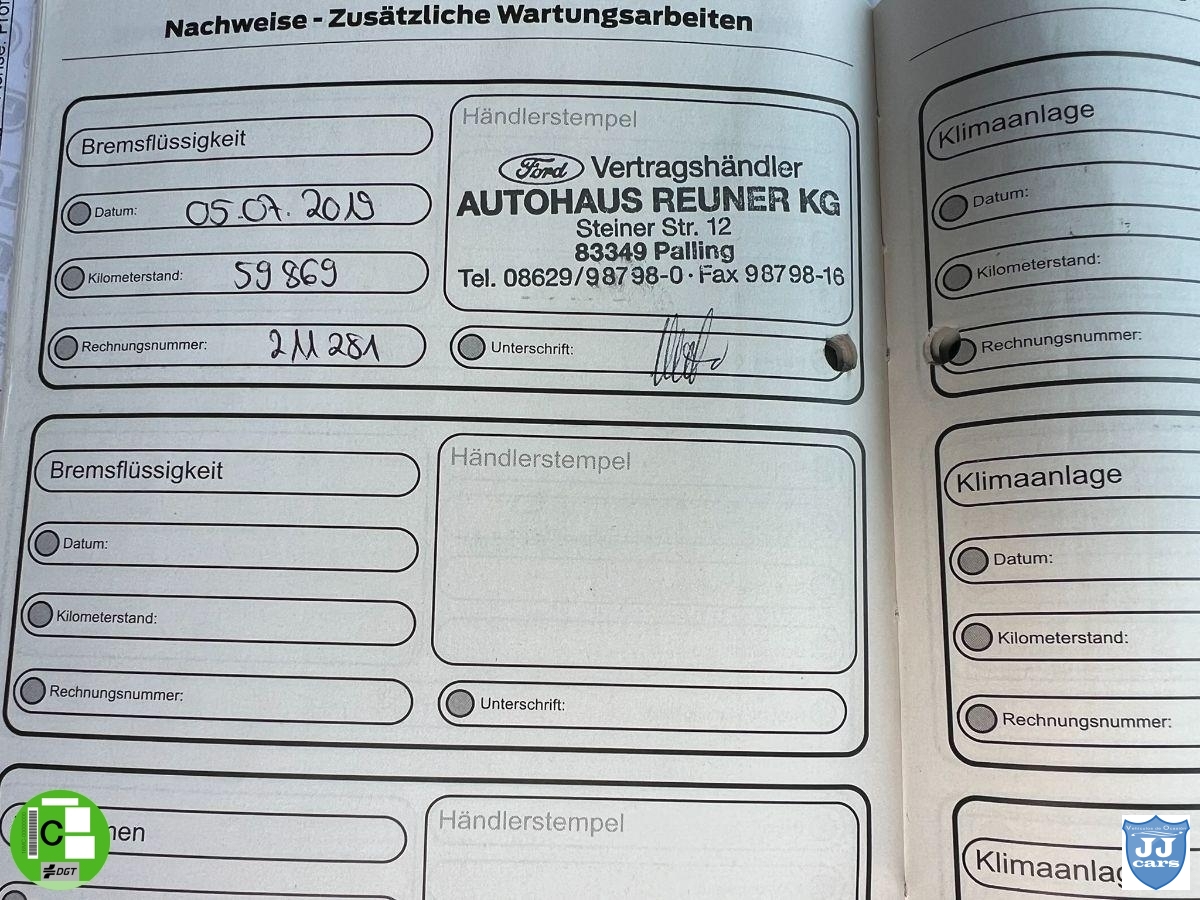 Nachweise - Zusätzliche Wartungsarbeiten
Bremsflüssigkeit
Datum: 05.07.2019
Kilometerstand: 59869
Rechnungsnummer: 211281
Händlerstempel
Ford Vertragshändler
AUTOHAUS REUNER KG
Steiner Str. 12
83349 Palling
Tel. 08629/98798-0 · Fax 98798-16
Unterschrift:
Bremsflüssigkeit
Datum:
Kilometerstand:
Rechnungsnummer:
Händlerstempel
Unterschrift:
Händlerstempel
Klimaanlage
Datum:
Kilometerstand:
Rechnungsnummer:
Klimaanlage
Datum:
Kilometerstand:
Rechnungsnummer:
Klimaanlag
C
DGT
JJ
cars